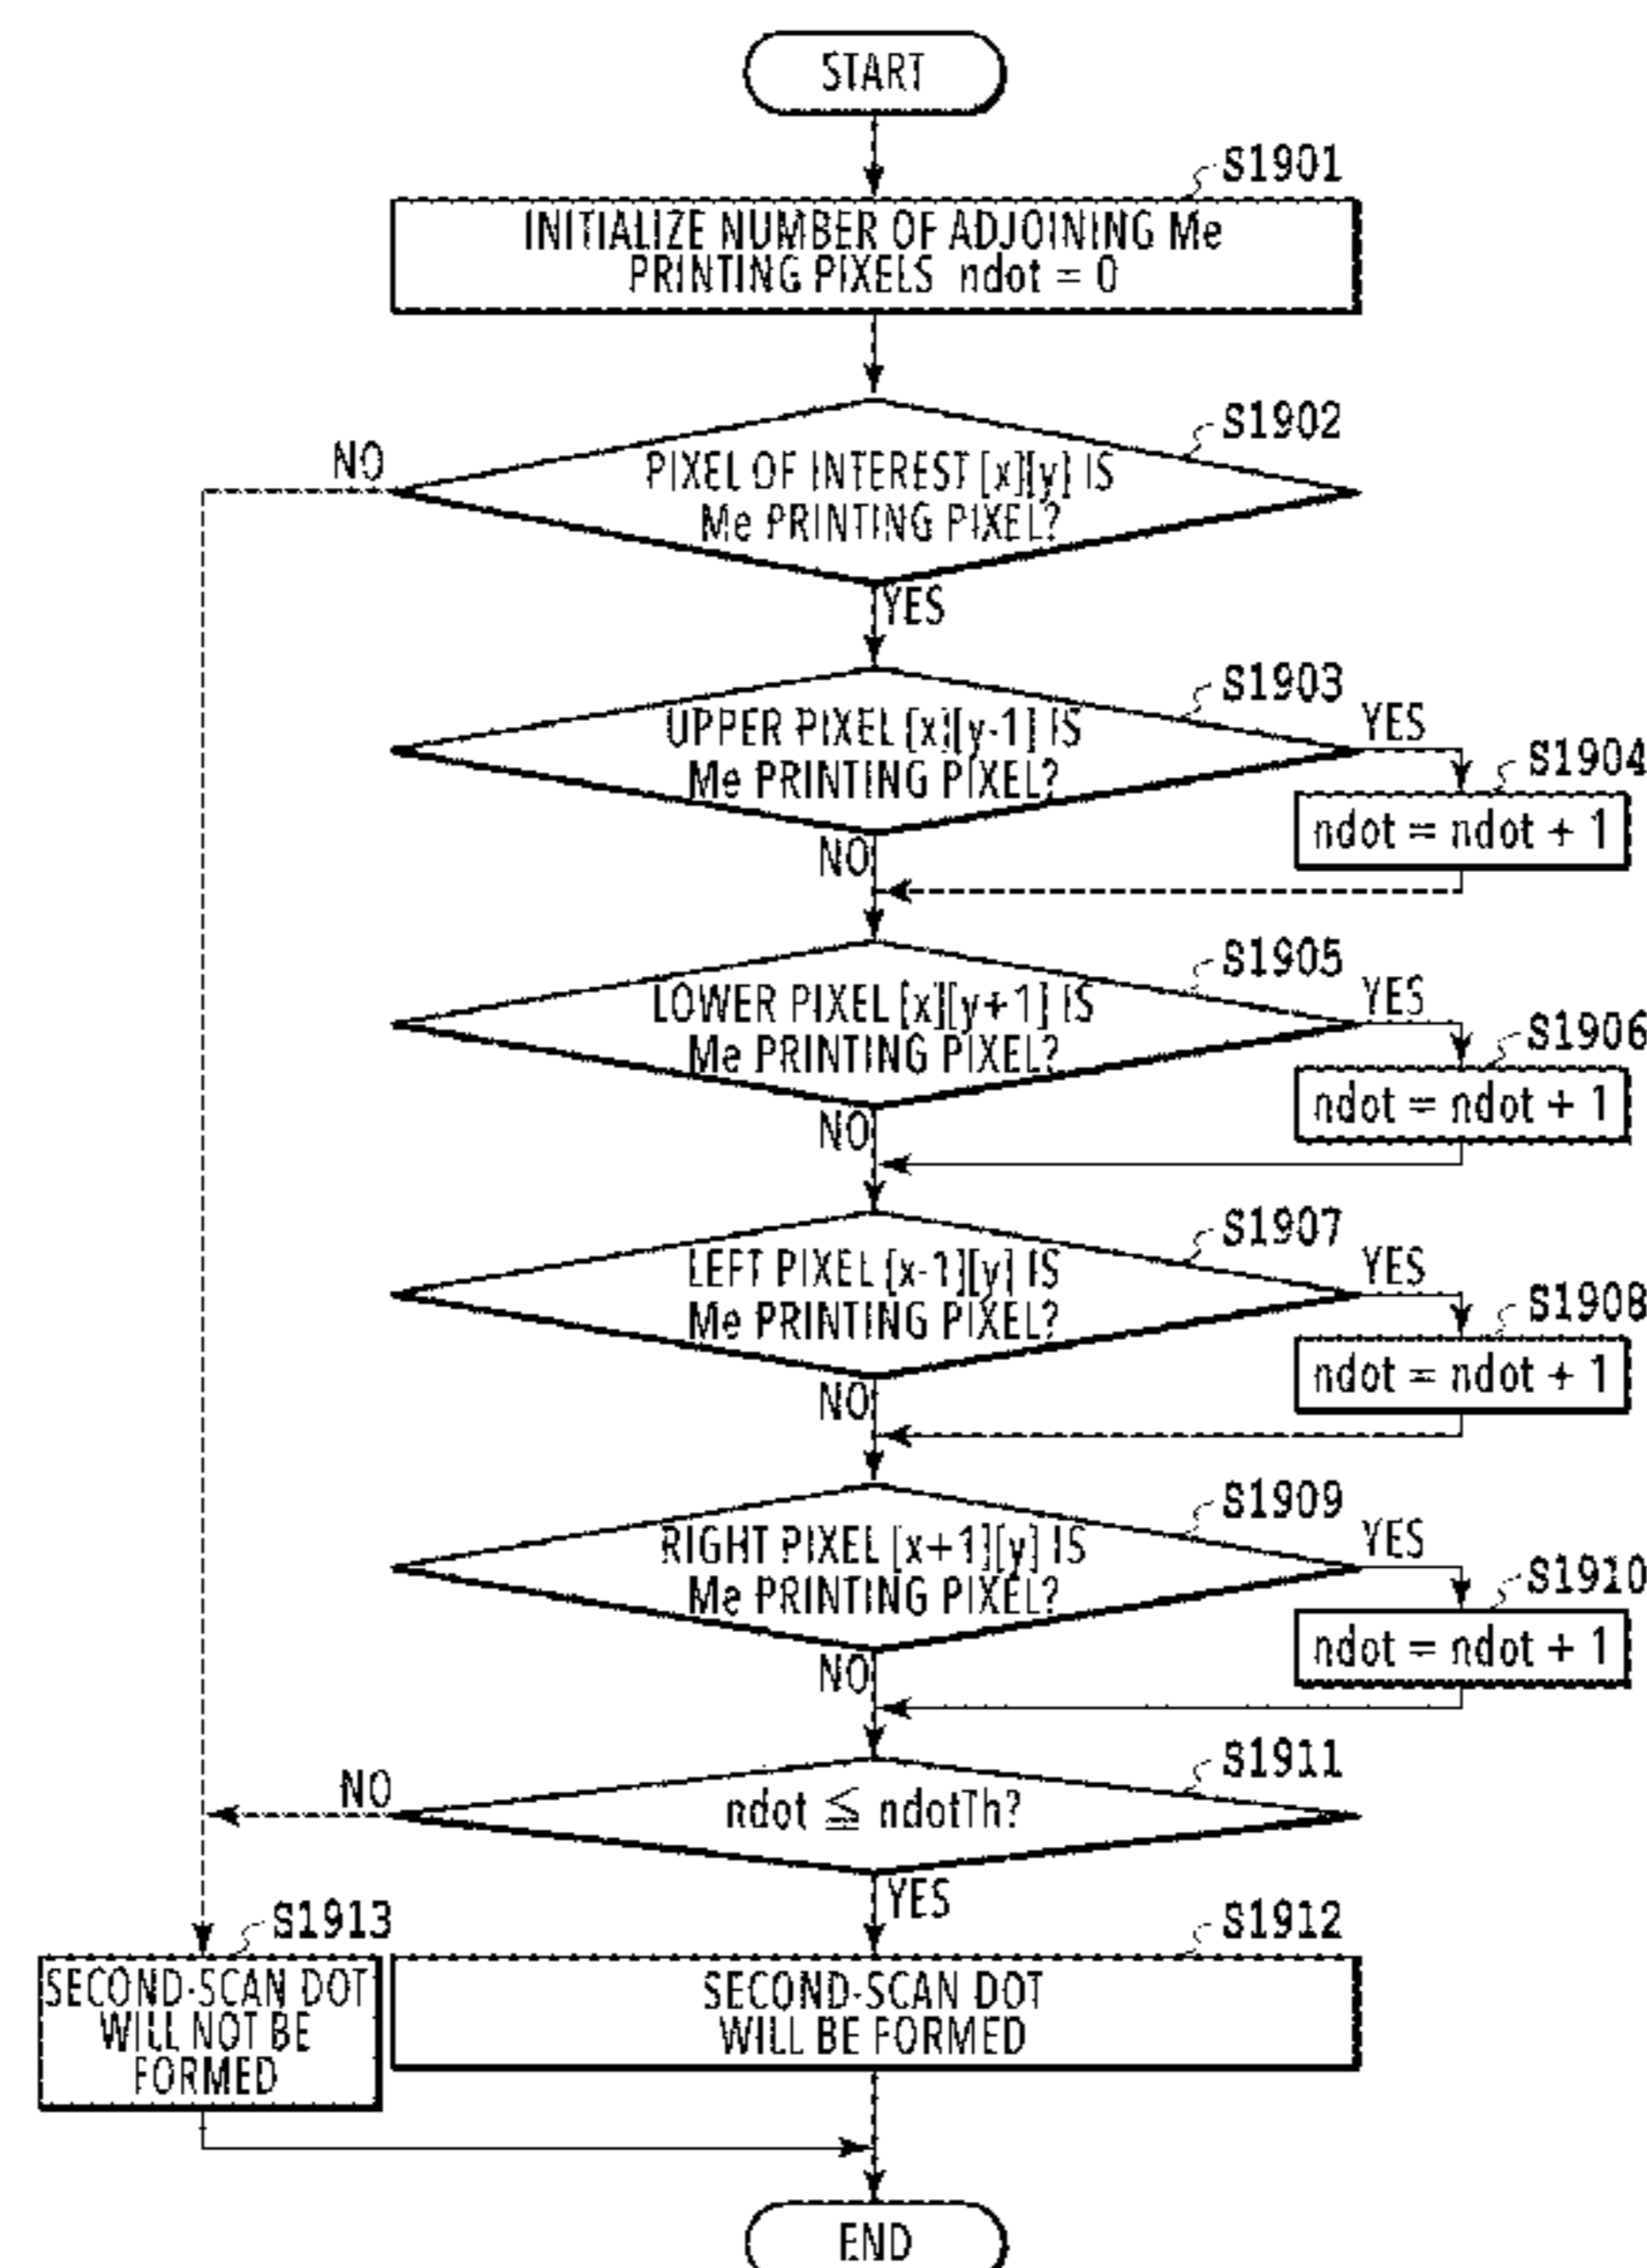 START
S1901
INITIALIZE NUMBER OF ADJOINING Me
PRINTING PIXELS ndot = 0
S1902
NO
PIXEL OF INTEREST [x][y] IS
Me PRINTING PIXEL?
YES
S1903
UPPER PIXEL [x][y-1] IS
Me PRINTING PIXEL?
YES
S1904
ndot = ndot + 1
NO
S1905
LOWER PIXEL [x][y+1] IS
Me PRINTING PIXEL?
YES
S1906
ndot = ndot + 1
NO
S1907
LEFT PIXEL [x-1][y] IS
Me PRINTING PIXEL?
YES
S1908
ndot = ndot + 1
NO
S1909
RIGHT PIXEL [x+1][y] IS
Me PRINTING PIXEL?
YES
S1910
ndot = ndot + 1
NO
S1911
NO
ndot ≦ ndotTh?
YES
S1913
SECOND-SCAN DOT
WILL NOT BE
FORMED
S1912
SECOND-SCAN DOT
WILL BE FORMED
END